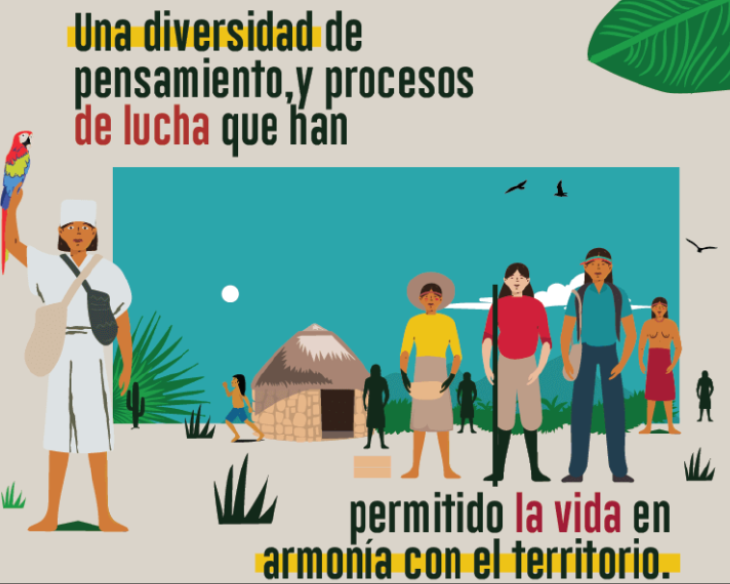 Una diversidad de
pensamiento,y procesos
de lucha que han
permitido la vida en
armonía con el territorio.